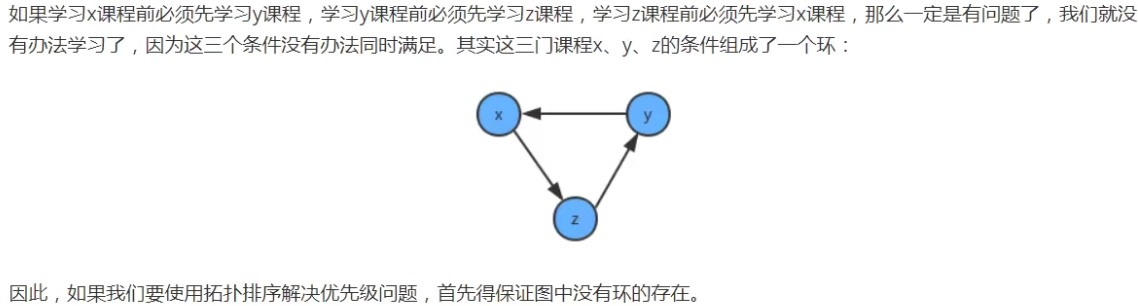 如果学习x课程前必须先学习y课程，学习y课程前必须先学习z课程，学习z课程前必须先学习x课程，那么一定是有问题了，我们就没
有办法学习了，因为这三个条件没有办法同时满足。其实这三门课程x、y、z的条件组成了一个环：
x
y
z
因此，如果我们要使用拓扑排序解决优先级问题，首先得保证图中没有环的存在。